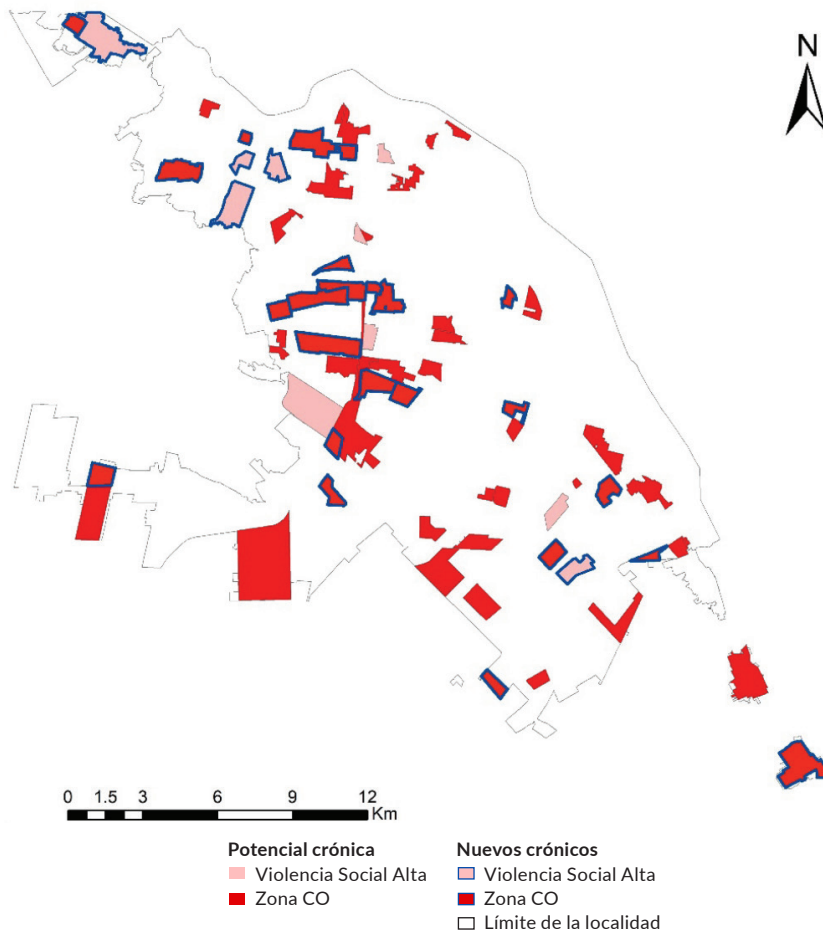 N
0 1.5 3 6 9 12
Km
Potencial crónica
Violencia Social Alta
Zona CO
Nuevos crónicos
Violencia Social Alta
Zona CO
Límite de la localidad